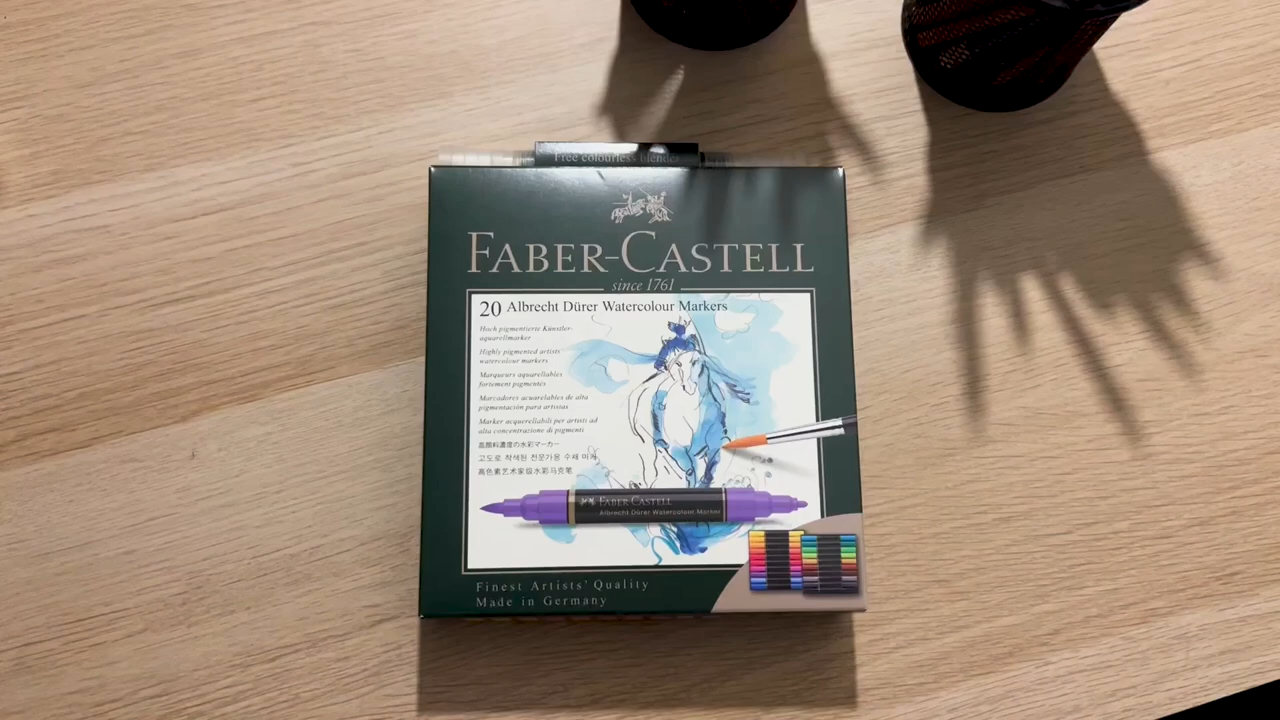 Free colourless blender
FABER-CASTELL
since 1761
20 Albrecht Dürer Watercolour Markers
Hoch pigmentierte Künstler-
aquarellmarker
Highly pigmented artists'
watercolour markers
Marqueurs aquarellables
fortement pigmentés
Marcadores acuarelables de alta
pigmentación para artistas
Marker acquerellabili per artisti ad
alta concentrazione di pigmenti
高顔料濃度の水彩マーカー
고도로 착색된 전문가용 수채 마커
高色素艺术家级水彩马克笔
FABER-CASTELL
Albrecht Dürer Watercolour Marker
Finest Artists' Quality
Made in Germany